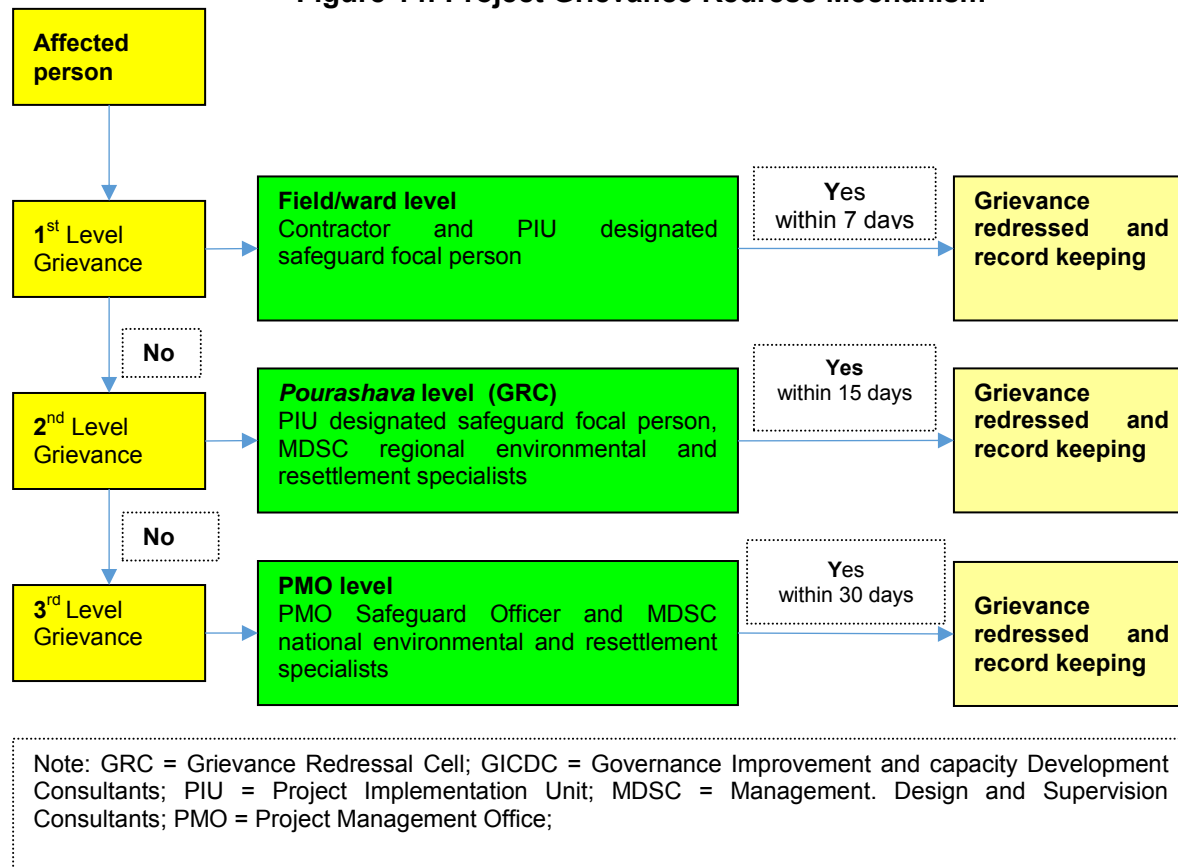 Project Grievance Redress Mechanism
Affected
person
1st Level
Grievance
Field/ward level
Contractor and PIU designated
safeguard focal person
Yes
within 7 days
Grievance
redressed and
record keeping
No
2nd Level
Grievance
Pourashava level (GRC)
PIU designated safeguard focal person,
MDSC regional environmental and
resettlement specialists
Yes
within 15 days
Grievance
redressed and
record keeping
No
3rd Level
Grievance
PMO level
PMO Safeguard Officer and MDSC
national environmental and resettlement
specialists
Yes
within 30 days
Grievance
redressed and
record keeping
Note: GRC = Grievance Redressal Cell; GICDC = Governance Improvement and capacity Development
Consultants; PIU = Project Implementation Unit; MDSC = Management. Design and Supervision
Consultants; PMO = Project Management Office;